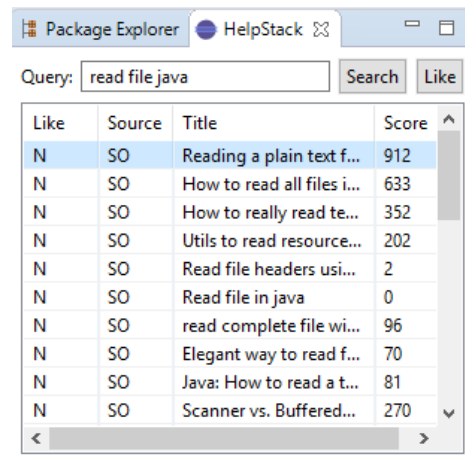 Package Explorer HelpStack
Query: read file java Search Like
Like Source Title Score
N SO Reading a plain text f... 912
N SO How to read all files i... 633
N SO How to really read te... 352
N SO Utils to read resource... 202
N SO Read file headers usi... 2
N SO Read file in java 0
N SO read complete file wi... 96
N SO Elegant way to read f... 70
N SO Java: How to read a t... 81
N SO Scanner vs. Buffered... 270